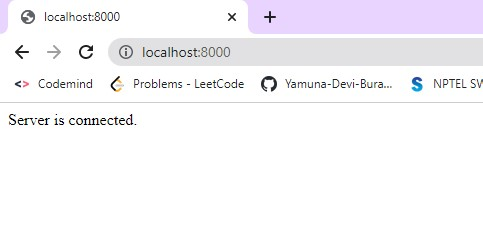 localhost:8000
localhost:8000
Codemind Problems - LeetCode Yamuna-Devi-Bura... NPTEL SW
Server is connected.